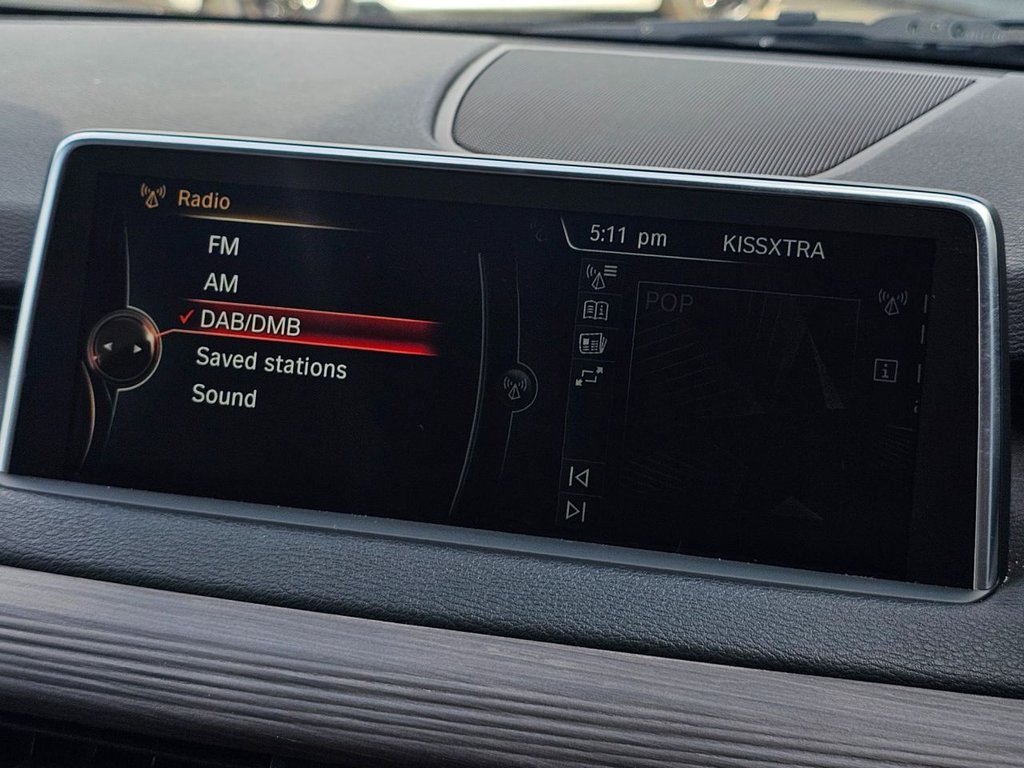 Radio
FM
AM
DAB/DMB
Saved stations
Sound
5:11 pm
KISSXTRA
POP